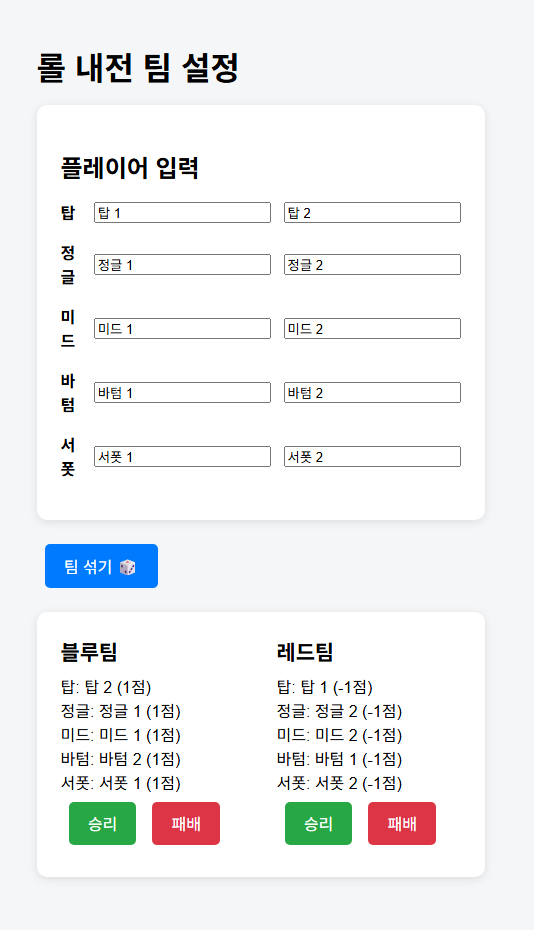 롤 내전 팀 설정
플레이어 입력
탑 탑 1 탑 2
정
글 정글 1 정글 2
미
드 미드 1 미드 2
바
텀 바텀 1 바텀 2
서
폿 서폿 1 서폿 2
팀 섞기 🎲
블루팀
탑: 탑 2 (1점)
정글: 정글 1 (1점)
미드: 미드 1 (1점)
바텀: 바텀 2 (1점)
서폿: 서폿 1 (1점)
승리 패배
레드팀
탑: 탑 1 (-1점)
정글: 정글 2 (-1점)
미드: 미드 2 (-1점)
바텀: 바텀 1 (-1점)
서폿: 서폿 2 (-1점)
승리 패배